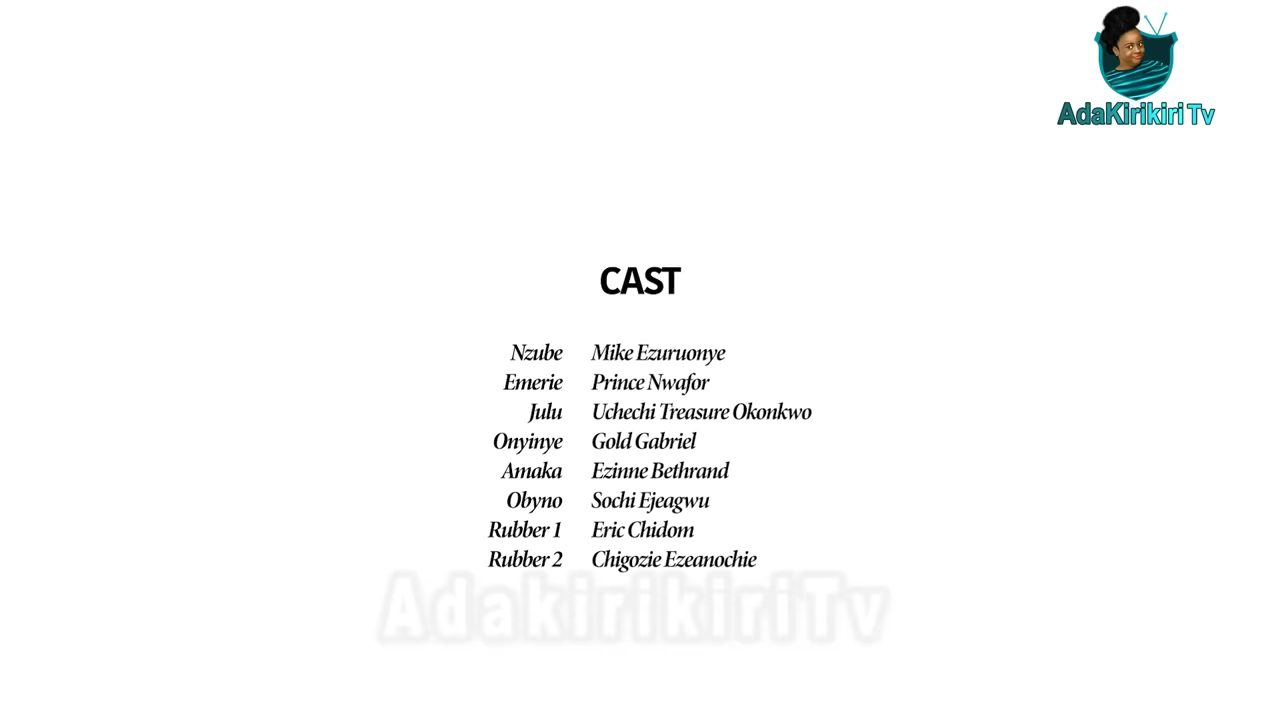 AdaKirikiri Tv
CAST
Nzube Mike Ezuruonye
Emerie Prince Nwafor
Julu Uchechi Treasure Okonkwo
Onyinye Gold Gabriel
Amaka Ezinne Bethrand
Obyno Sochi Ejeagwu
Rubber 1 Eric Chidom
Rubber 2 Chigozie Ezeanochie
AdakirikiriTv